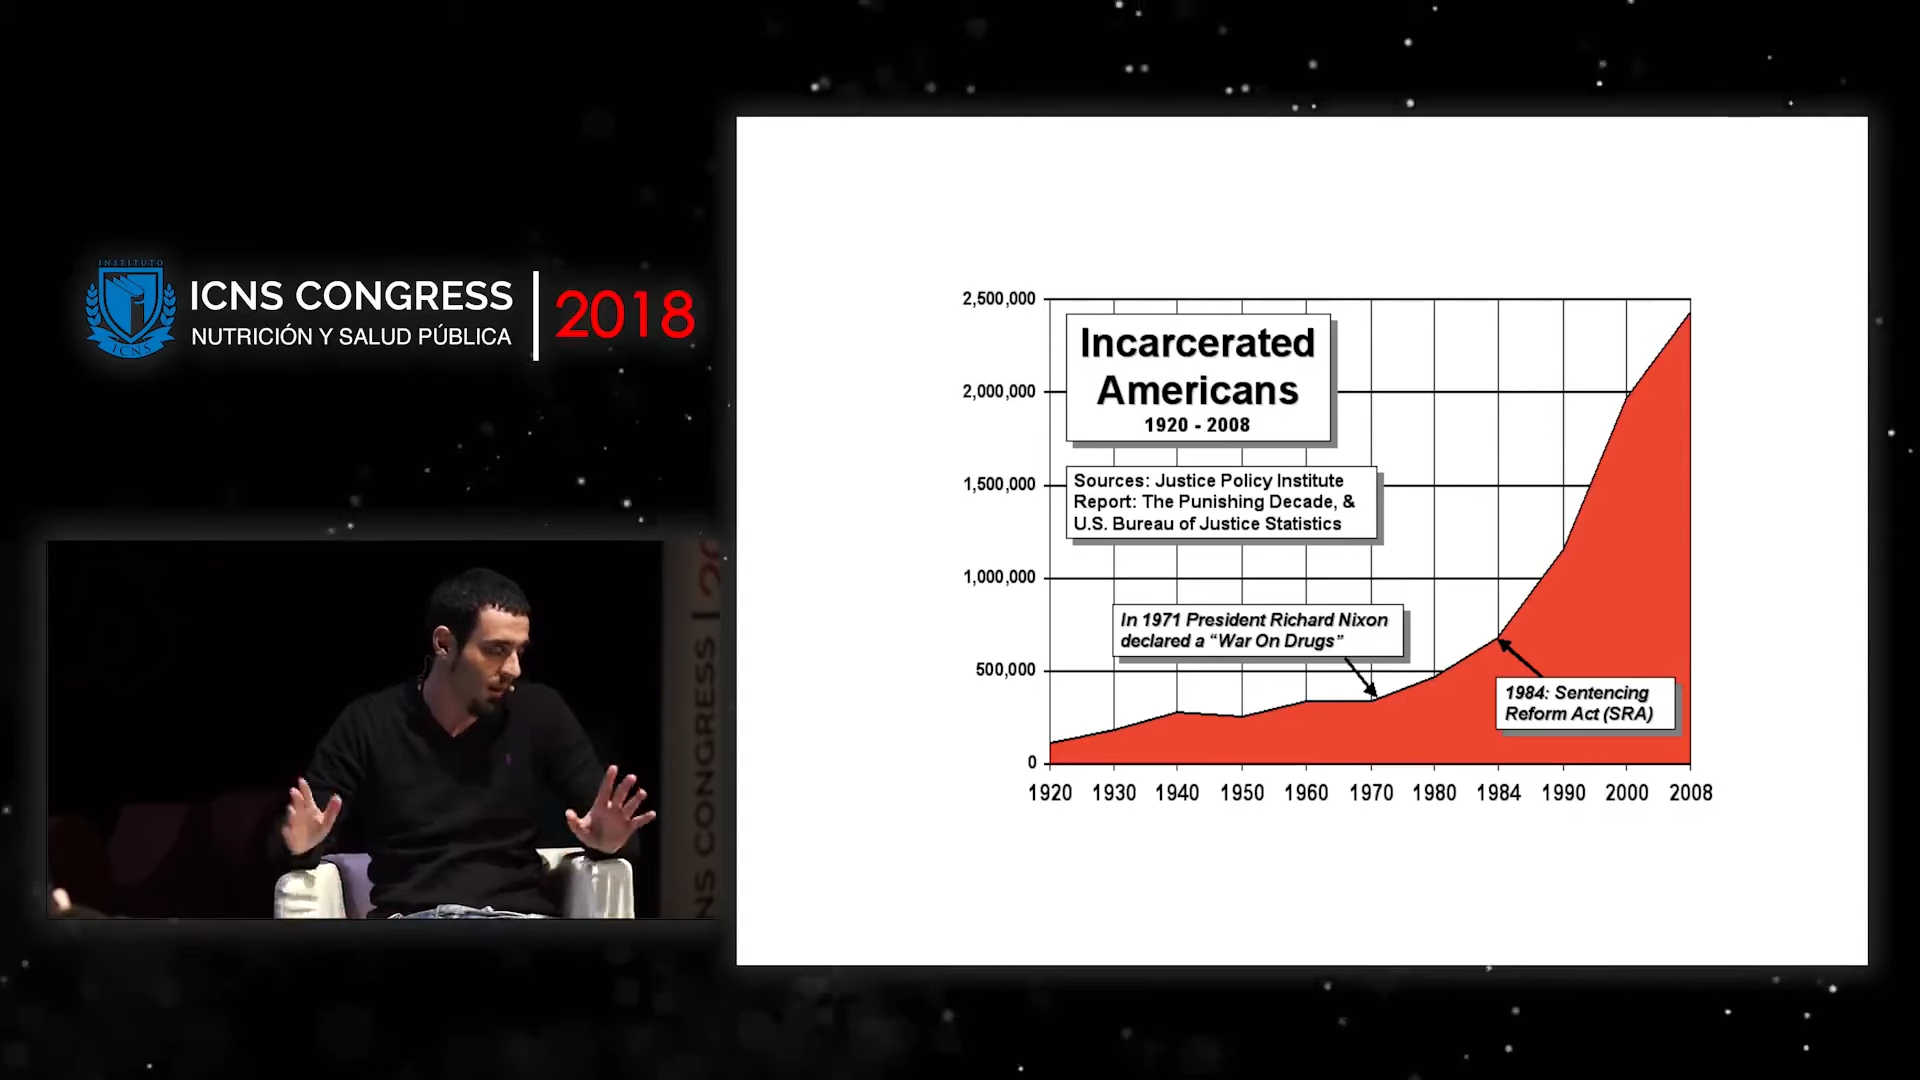 INSTITUTO
ICNS
ICNS CONGRESS
NUTRICIÓN Y SALUD PÚBLICA
2018
NS CONGRESS | 20
2,500,000
2,000,000
1,500,000
1,000,000
500,000
0
Incarcerated
Americans
1920 - 2008
Sources: Justice Policy Institute
Report: The Punishing Decade, &
U.S. Bureau of Justice Statistics
In 1971 President Richard Nixon
declared a “War On Drugs”
1984: Sentencing
Reform Act (SRA)
1920 1930 1940 1950 1960 1970 1980 1984 1990 2000 2008